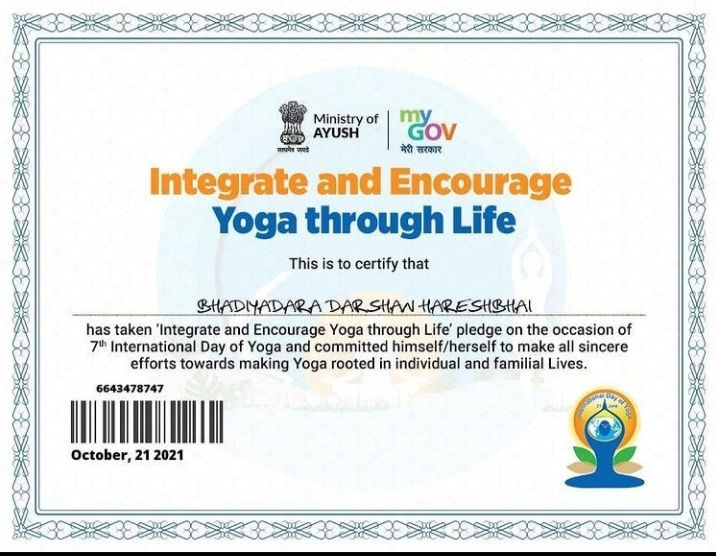 Ministry of
AYUSH
सत्यमेव जयते
my
GOV
मेरी सरकार
Integrate and Encourage
Yoga through Life
This is to certify that
BHADIYADARA DARSHAN HARESHBHAI
has taken 'Integrate and Encourage Yoga through Life' pledge on the occasion of
7th International Day of Yoga and committed himself/herself to make all sincere
efforts towards making Yoga rooted in individual and familial Lives.
6643478747
October, 21 2021
International Day of Yoga
21 June